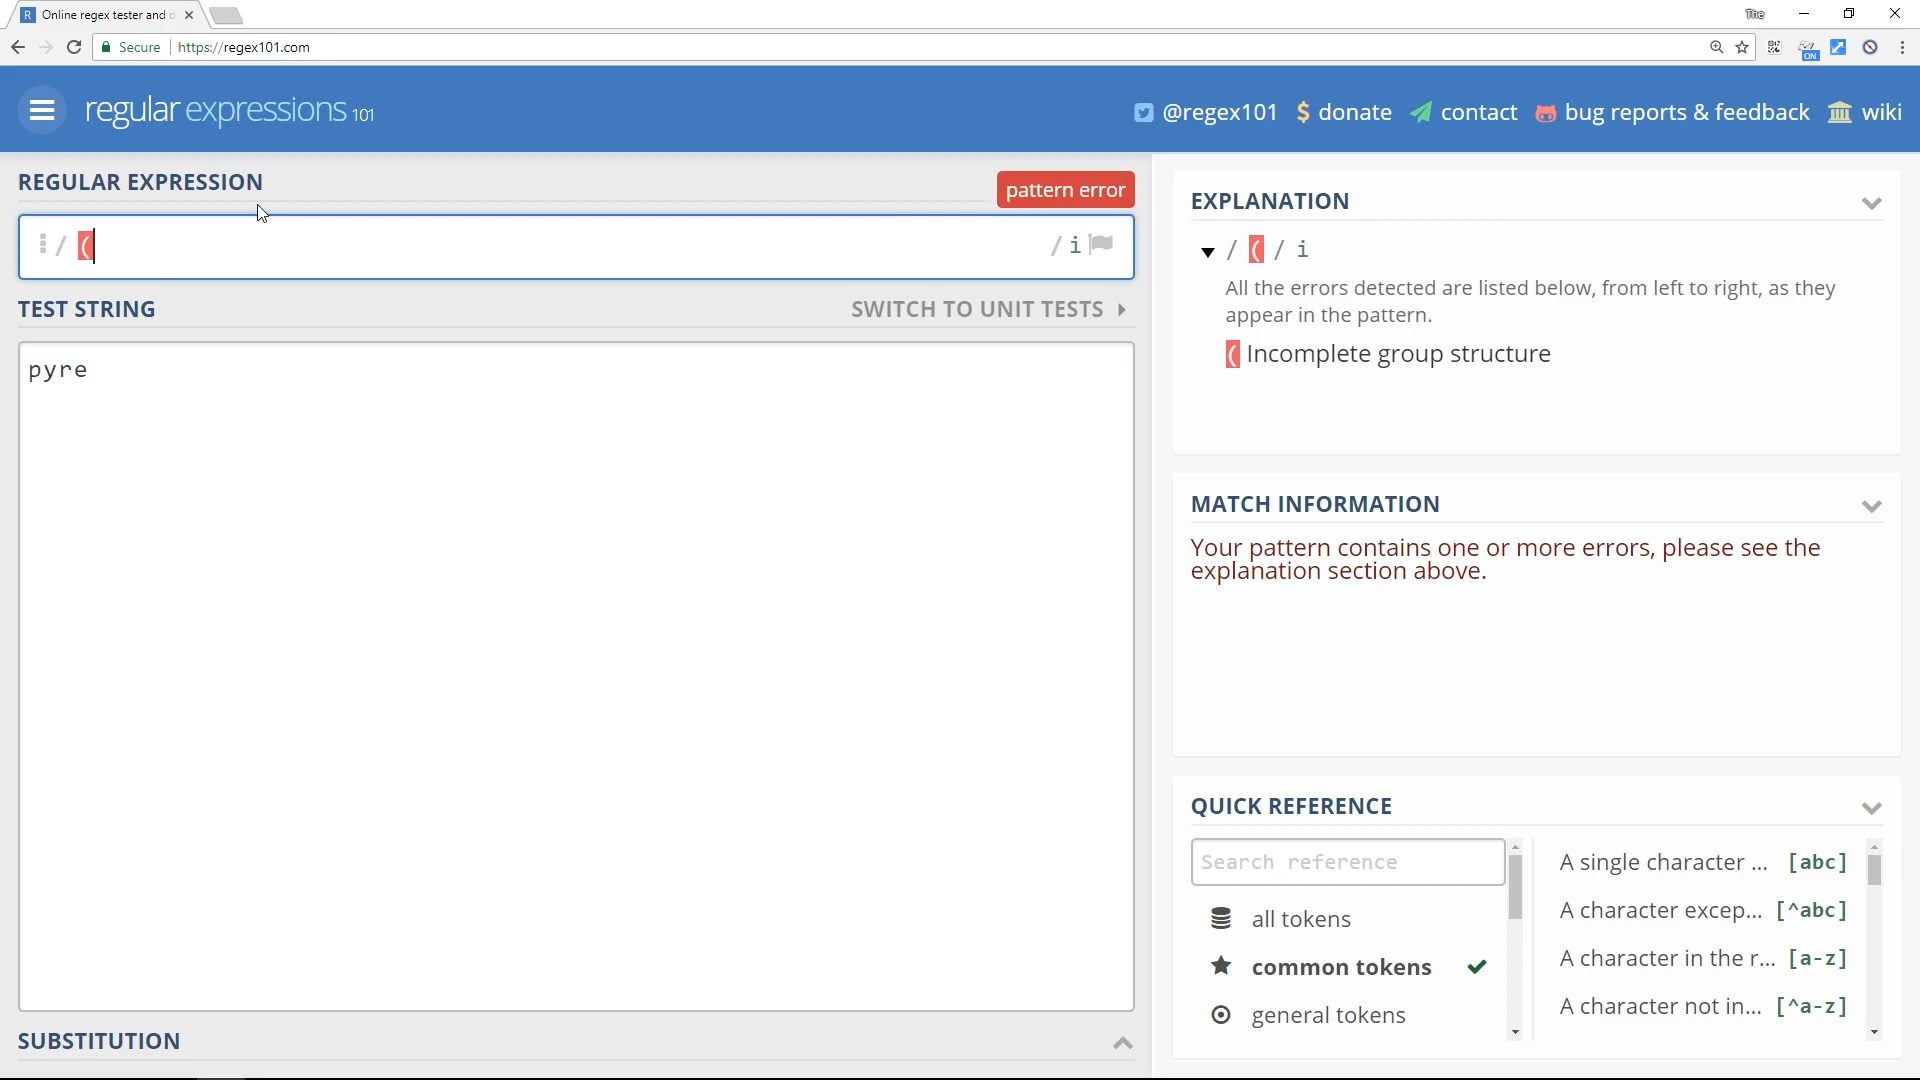 Online regex tester and d
The
Secure https://regex101.com
ON
regular expressions 101
@regex101 donate contact bug reports & feedback wiki
REGULAR EXPRESSION
pattern error
/ ( / i
TEST STRING
SWITCH TO UNIT TESTS
pyre
SUBSTITUTION
EXPLANATION
/ ( / i
All the errors detected are listed below, from left to right, as they
appear in the pattern.
( Incomplete group structure
MATCH INFORMATION
Your pattern contains one or more errors, please see the
explanation section above.
QUICK REFERENCE
Search reference
all tokens
common tokens
general tokens
A single character ... [abc]
A character excep... [^abc]
A character in the r... [a-z]
A character not in... [^a-z]